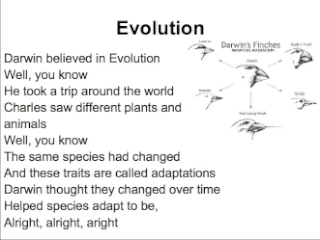 Evolution
Darwin's Finches
Darwin believed in Evolution
Well, you know
He took a trip around the world
Charles saw different plants and
animals
Well, you know
The same species had changed
And these traits are called adaptations
Darwin thought they changed over time
Helped species adapt to be,
Alright, alright, aright